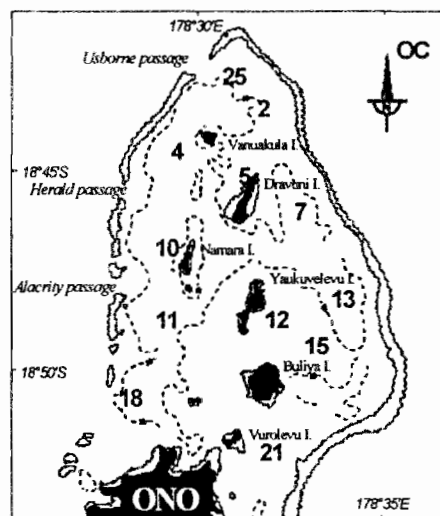 178°30'E
Usborne passage
OC
25
2
N
4
Vanuakula I.
18°45'S
5
Dravuni I.
Herald passage
7
10
Namara I.
Yaukuvelevu I.
Alacrity passage
13
11
12
15
18°50'S
Buliya I.
18
Vurolevu I.
21
ONO
178°35'E